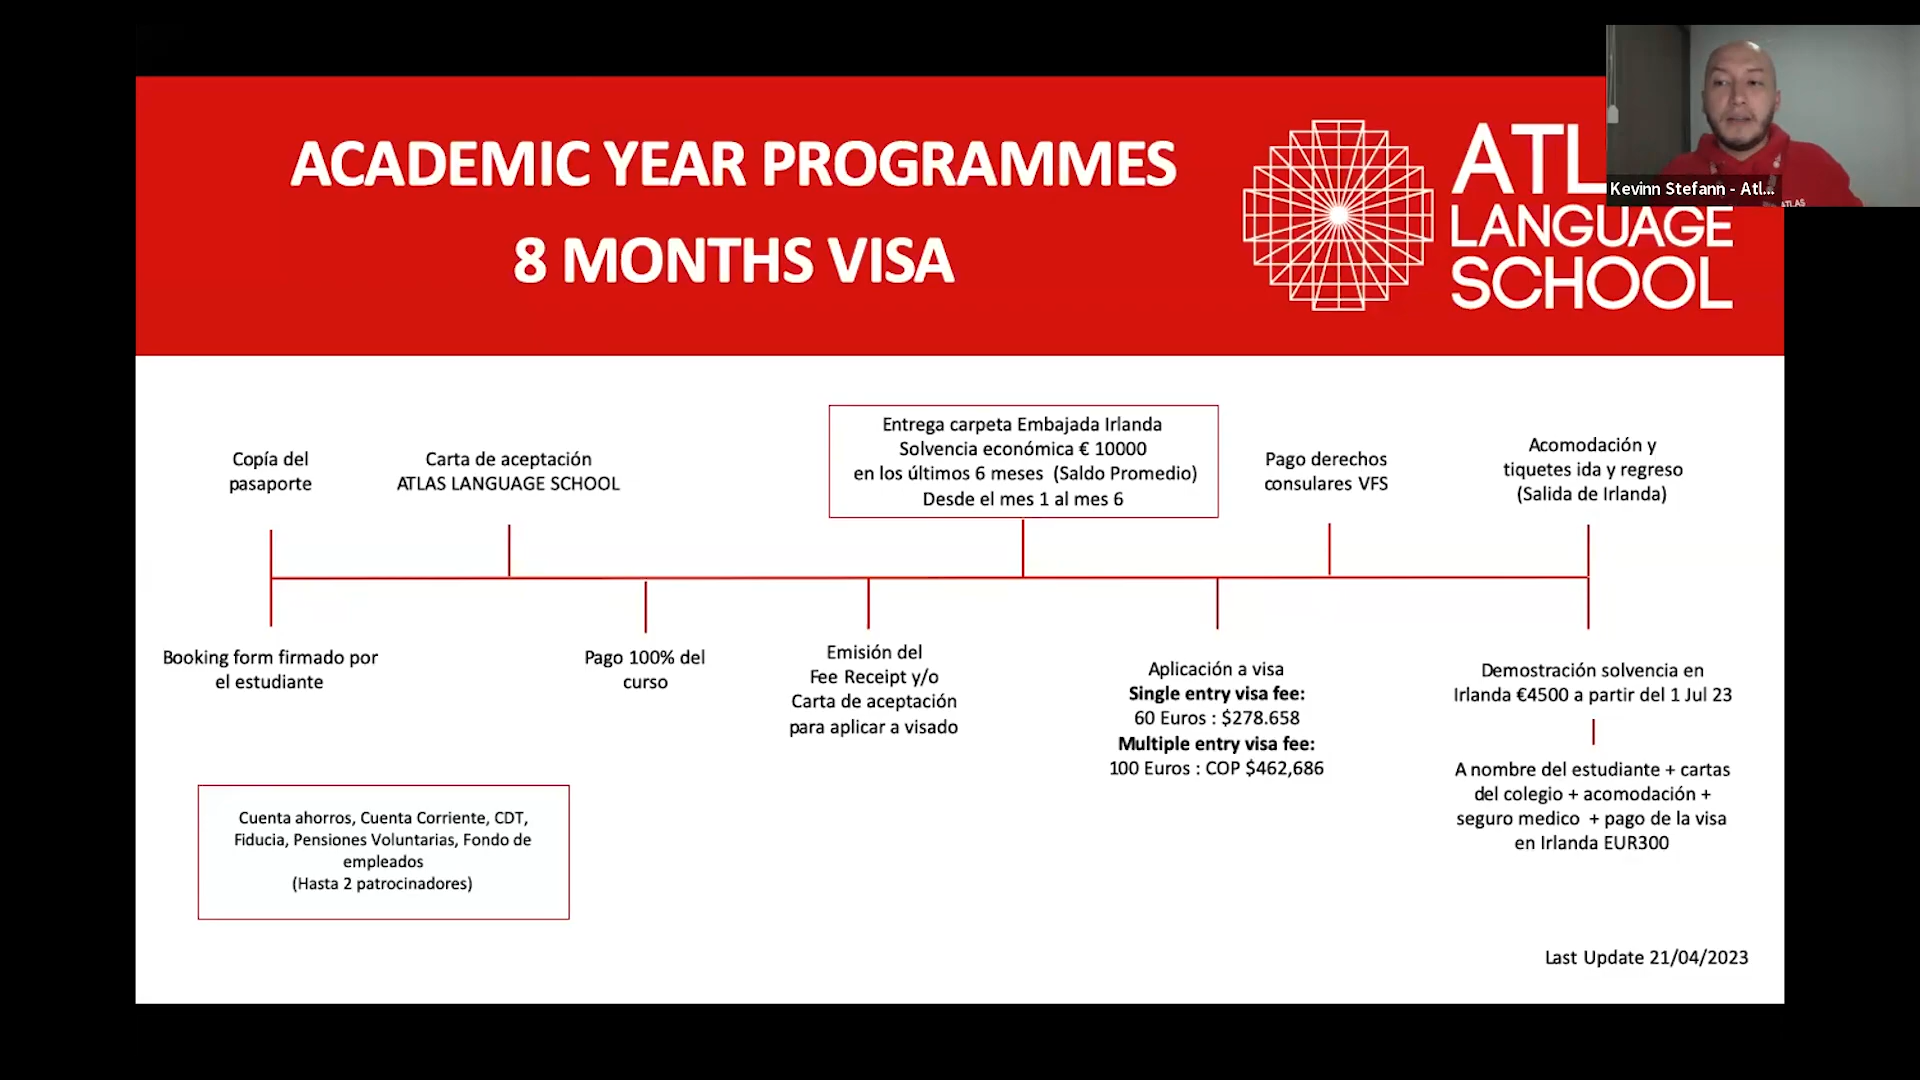 ACADEMIC YEAR PROGRAMMES
8 MONTHS VISA
ATL
LANGUAGE
SCHOOL
Kevinn Stefann - Atl...
ATLAS
Copía del
pasaporte
Carta de aceptación
ATLAS LANGUAGE SCHOOL
Entrega carpeta Embajada Irlanda
Solvencia económica € 10000
en los últimos 6 meses (Saldo Promedio)
Desde el mes 1 al mes 6
Pago derechos
consulares VFS
Acomodación y
tiquetes ida y regreso
(Salida de Irlanda)
Booking form firmado por
el estudiante
Pago 100% del
curso
Emisión del
Fee Receipt y/o
Carta de aceptación
para aplicar a visado
Aplicación a visa
Single entry visa fee:
60 Euros : $278.658
Multiple entry visa fee:
100 Euros : COP $462,686
Demostración solvencia en
Irlanda €4500 a partir del 1 Jul 23
A nombre del estudiante + cartas
del colegio + acomodación +
seguro medico + pago de la visa
en Irlanda EUR300
Cuenta ahorros, Cuenta Corriente, CDT,
Fiducia, Pensiones Voluntarias, Fondo de
empleados
(Hasta 2 patrocinadores)
Last Update 21/04/2023